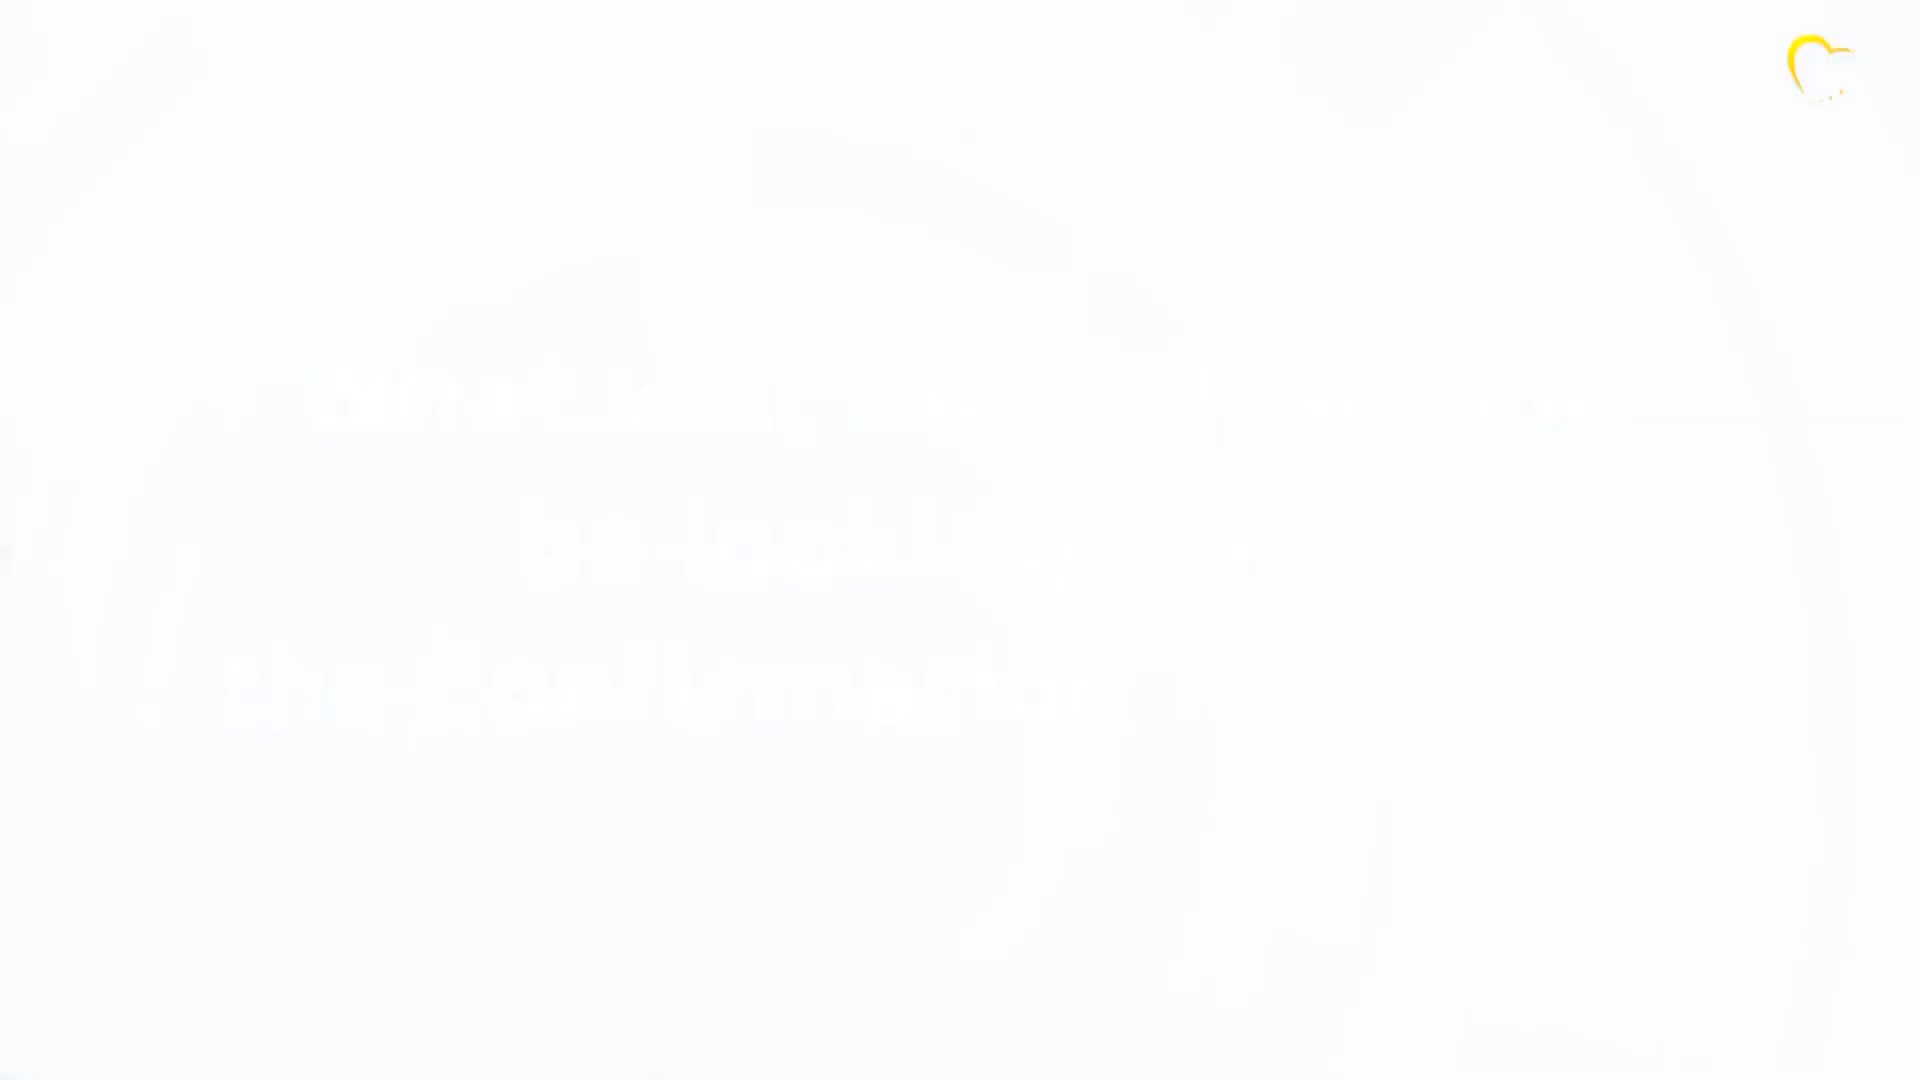 What will the EPP Group
be looking for in
the confirmation hearings?